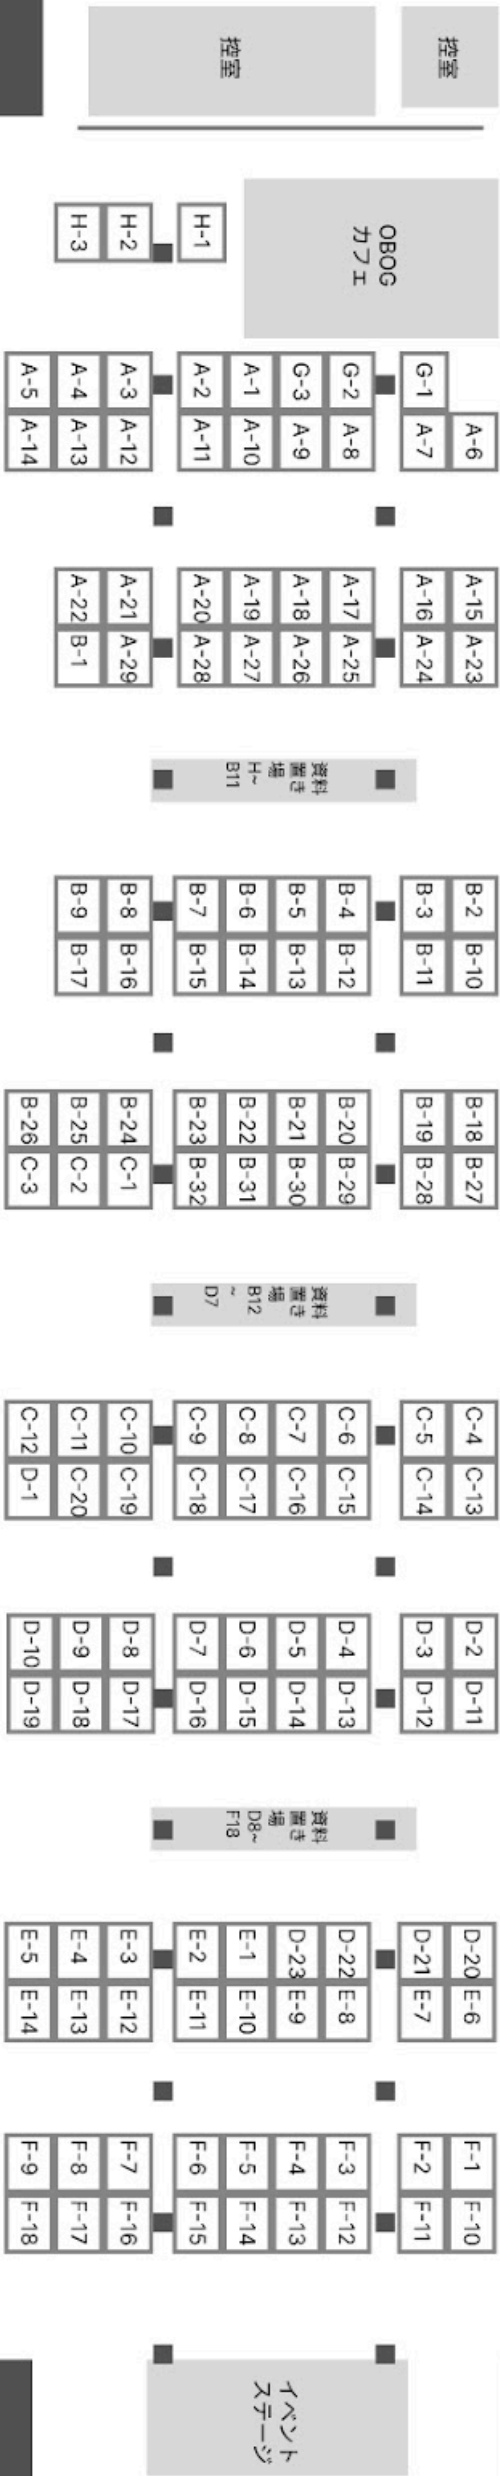 控室
控室
OBOG
カフェ
H-1
H-2
H-3
G-1
G-2
G-3
A-1
A-2
A-3
A-4
A-5
A-6
A-7
A-8
A-9
A-10
A-11
A-12
A-13
A-14
A-15
A-16
A-17
A-18
A-19
A-20
A-21
A-22
A-23
A-24
A-25
A-26
A-27
A-28
A-29
B-1
資料
置き
場
H~
B11
B-2
B-3
B-4
B-5
B-6
B-7
B-8
B-9
B-10
B-11
B-12
B-13
B-14
B-15
B-16
B-17
B-18
B-19
B-20
B-21
B-22
B-23
B-24
B-25
B-26
B-27
B-28
B-29
B-30
B-31
B-32
C-1
C-2
C-3
資料
置き
場
B12
~
D7
C-4
C-5
C-6
C-7
C-8
C-9
C-10
C-11
C-12
C-13
C-14
C-15
C-16
C-17
C-18
C-19
C-20
D-1
D-2
D-3
D-4
D-5
D-6
D-7
D-8
D-9
D-10
D-11
D-12
D-13
D-14
D-15
D-16
D-17
D-18
D-19
資料
置き
場
D8~
F18
D-20
D-21
D-22
D-23
E-1
E-2
E-3
E-4
E-5
E-6
E-7
E-8
E-9
E-10
E-11
E-12
E-13
E-14
F-1
F-2
F-3
F-4
F-5
F-6
F-7
F-8
F-9
F-10
F-11
F-12
F-13
F-14
F-15
F-16
F-17
F-18
イベント
ステージ